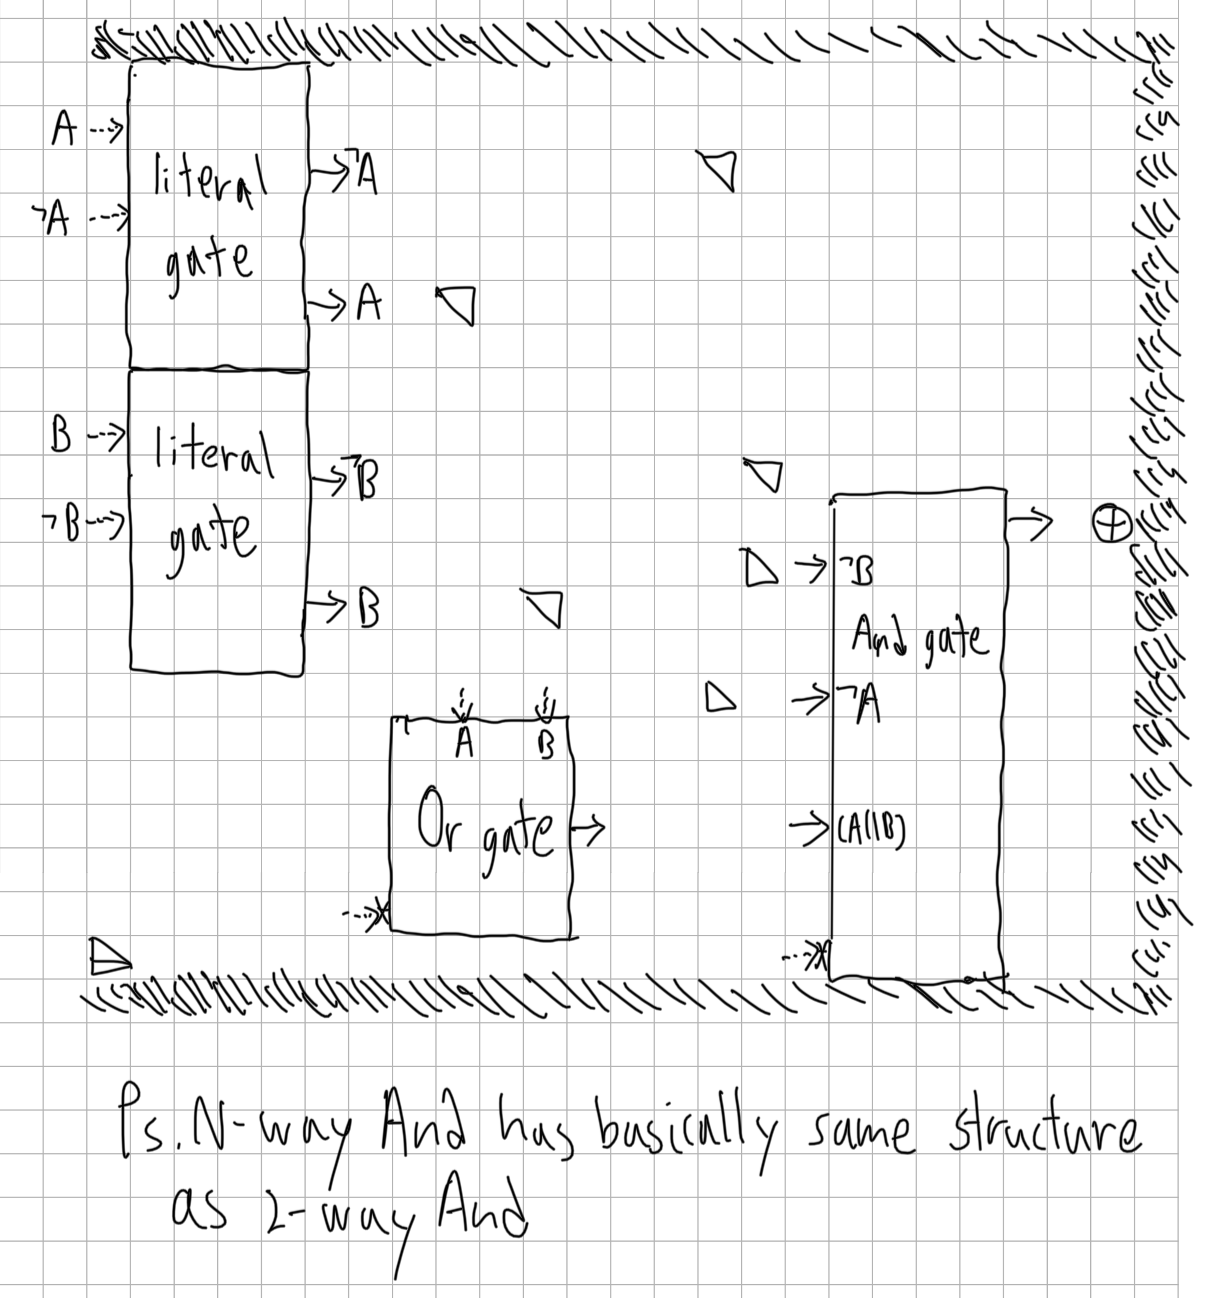 A
¬A
literal
gate
¬A
A
B
¬B
literal
gate
¬B
B
¬B
And gate
¬A
(A||B)
A
B
Or gate
Ps. N-way And has basically same structure
as 2-way And